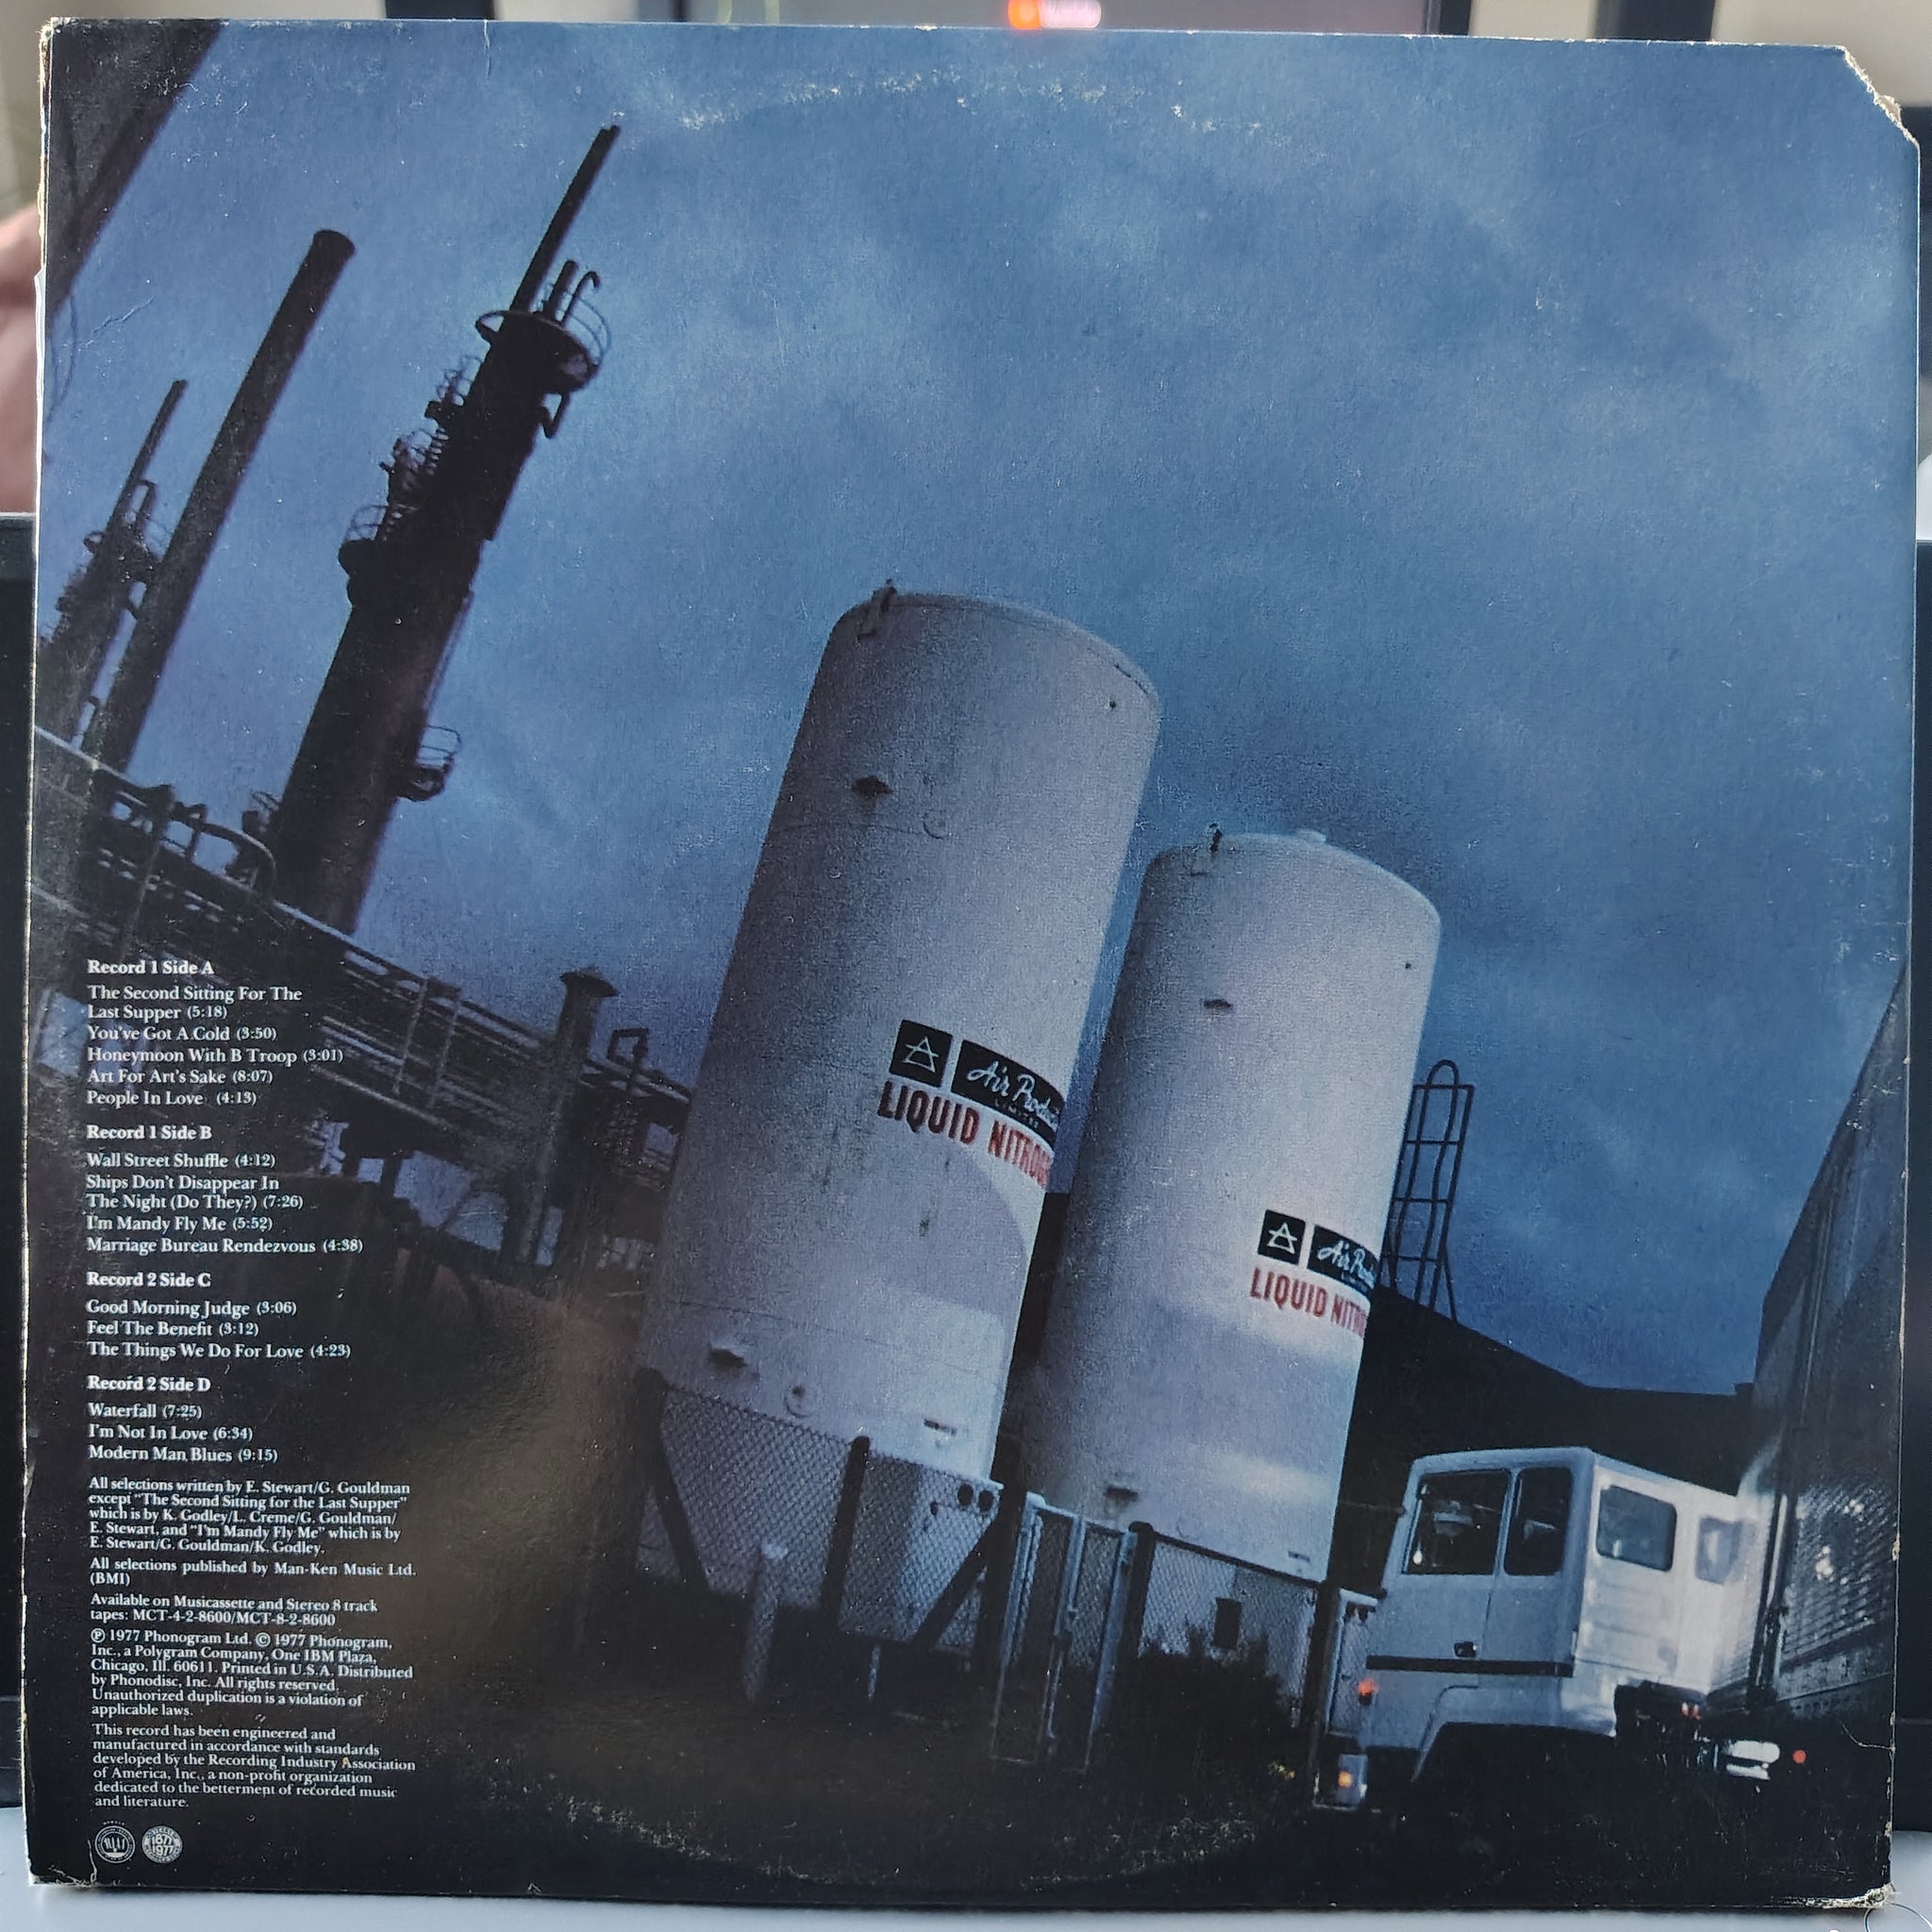 Record 1 Side A
The Second Sitting For The
Last Supper (5:18)
You've Got A Cold (3:50)
Honeymoon With B Troop (3:01)
Art For Art's Sake (8:07)
People In Love (4:13)
Record 1 Side B
Wall Street Shuffle (4:12)
Ships Don't Disappear In
The Night (Do They?) (7:26)
I'm Mandy Fly Me (5:52)
Marriage Bureau Rendezvous (4:38)
Record 2 Side C
Good Morning Judge (3:06)
Feel The Benefit (3:12)
The Things We Do For Love (4:23)
Record 2 Side D
Waterfall (7:25)
I'm Not In Love (6:34)
Modern Man Blues (9:15)
All selections written by E. Stewart/G. Gouldman
except "The Second Sitting for the Last Supper"
which is by K. Godley/L. Creme/G. Gouldman/
E. Stewart, and "I'm Mandy Fly Me" which is by
E. Stewart/G. Gouldman/K. Godley.
All selections published by Man-Ken Music Ltd.
(BMI)
Available on Musicassette and Stereo 8 track
tapes: MCT-4-2-8600/MCT-8-2-8600
℗ 1977 Phonogram Ltd. © 1977 Phonogram,
Inc., a Polygram Company, One IBM Plaza,
Chicago, Ill. 60611. Printed in U.S.A. Distributed
by Phonodisc, Inc. All rights reserved.
Unauthorized duplication is a violation of
applicable laws.
This record has been engineered and
manufactured in accordance with standards
developed by the Recording Industry Association
of America, Inc., a non-profit organization
dedicated to the betterment of recorded music
and literature.
1877
1977
Air Produ
LIMITED
LIQUID NITROGE
Air Prod
LIQUID NITRO